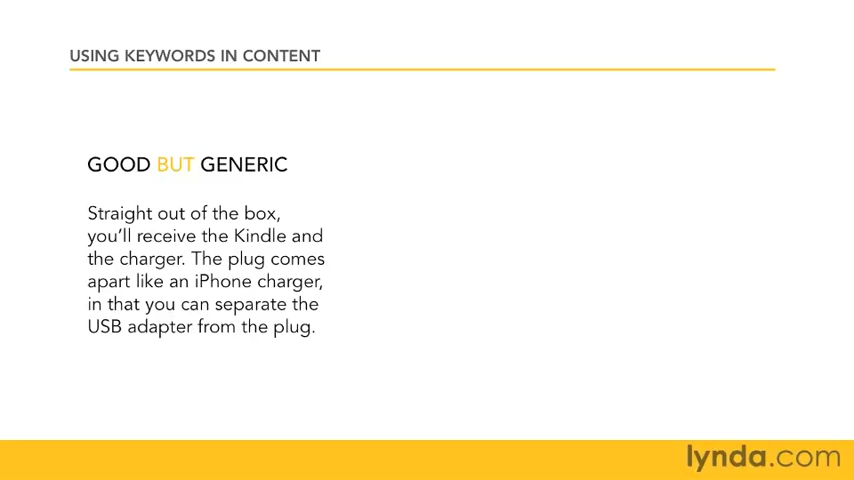 USING KEYWORDS IN CONTENT
GOOD BUT GENERIC
Straight out of the box,
you'll receive the Kindle and
the charger. The plug comes
apart like an iPhone charger,
in that you can separate the
USB adapter from the plug.
lynda.com